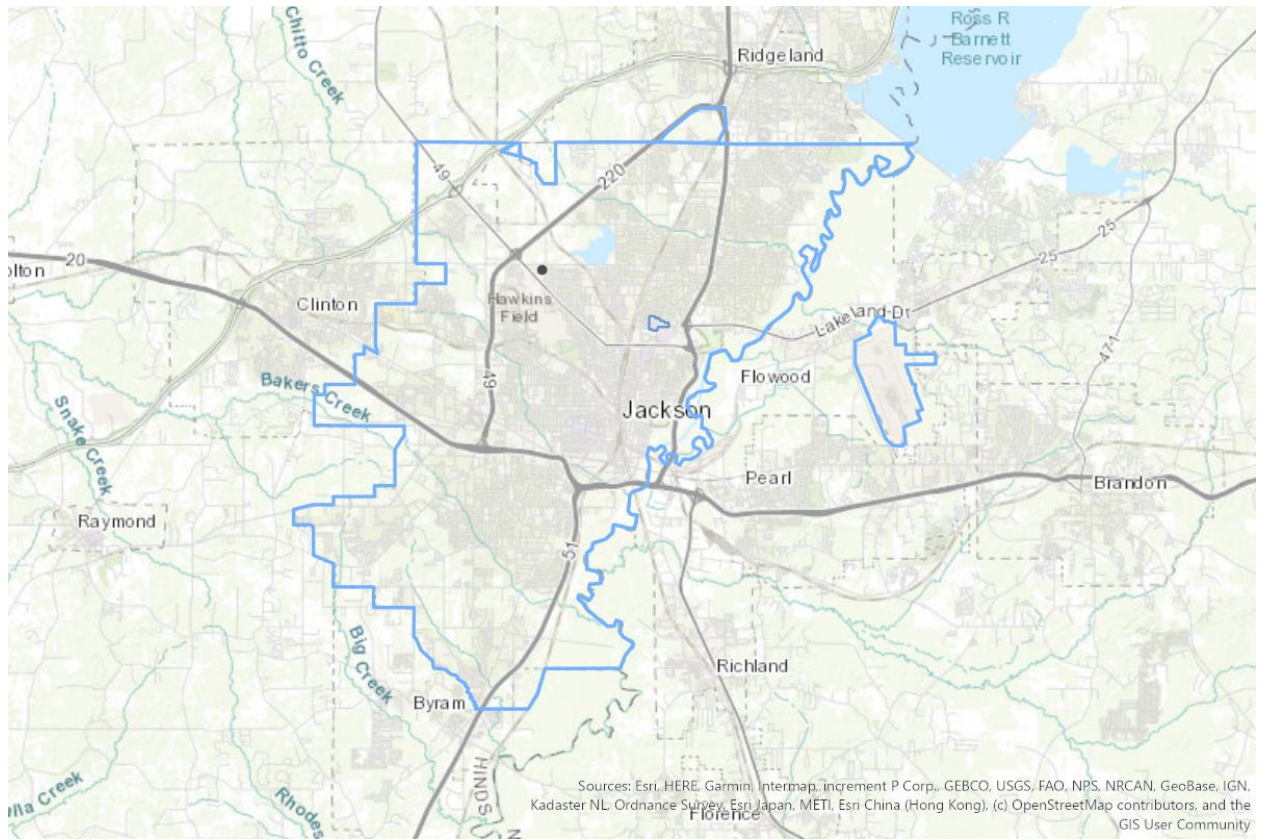 Ross R
Barnett
Reservoir
Ridgeland
Chitto Creek
49
220
20
olton
Clinton
Hawkins
Field
25
25
Lakeland Dr
471
49
Flowood
Bakers
Creek
Jackson
Snake Creek
Pearl
Brandon
Raymond
51
Big Creek
Richland
Byram
HINDS
Rhodes
Creek
Florence
Sources: Esri, HERE, Garmin, Intermap, increment P Corp., GEBCO, USGS, FAO, NPS, NRCAN, GeoBase, IGN,
Kadaster NL, Ordnance Survey, Esri Japan, METI, Esri China (Hong Kong), (c) OpenStreetMap contributors, and the
GIS User Community